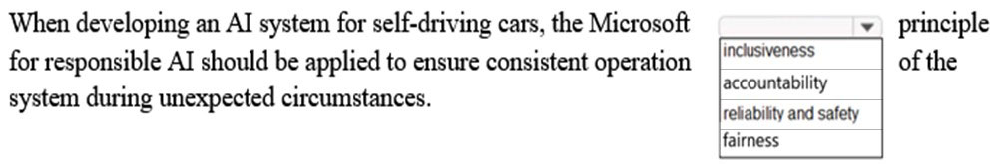 When developing an AI system for self-driving cars, the Microsoft principle
for responsible AI should be applied to ensure consistent operation of the
system during unexpected circumstances.
inclusiveness
accountability
reliability and safety
fairness